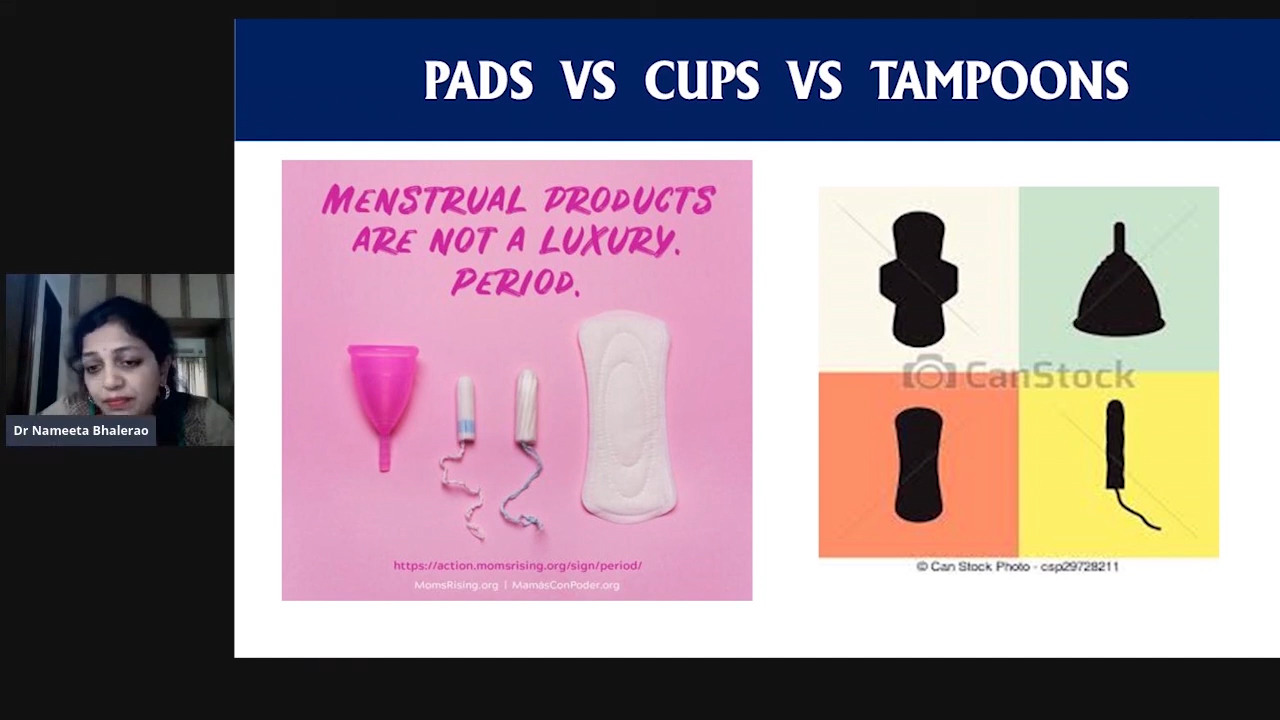 PADS VS CUPS VS TAMPOONS
MENSTRUAL PRODUCTS
ARE NOT A LUXURY.
PERIOD.
https://action.momsrising.org/sign/period/
MomsRising.org | MamásConPoder.org
CanStock
© Can Stock Photo - csp29728211
Dr Nameeta Bhalerao